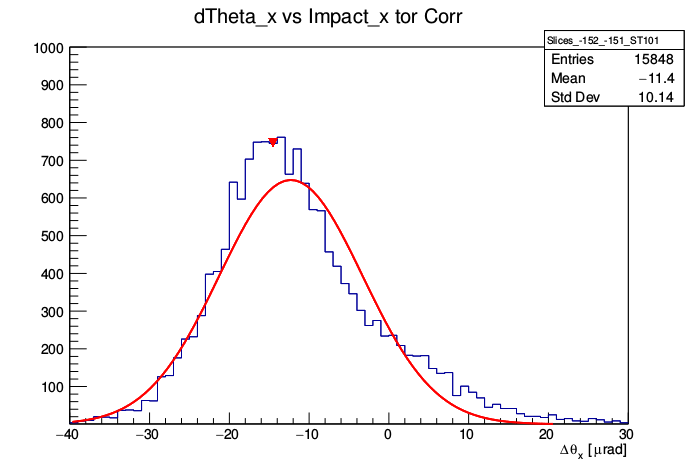 dTheta_x vs Impact_x tor Corr
Slices_-152_-151_ST101
Entries 15848
Mean −11.4
Std Dev 10.14
1000
900
800
700
600
500
400
300
200
100
−40 −30 −20 −10 0 10 20 30
Δθx [μrad]